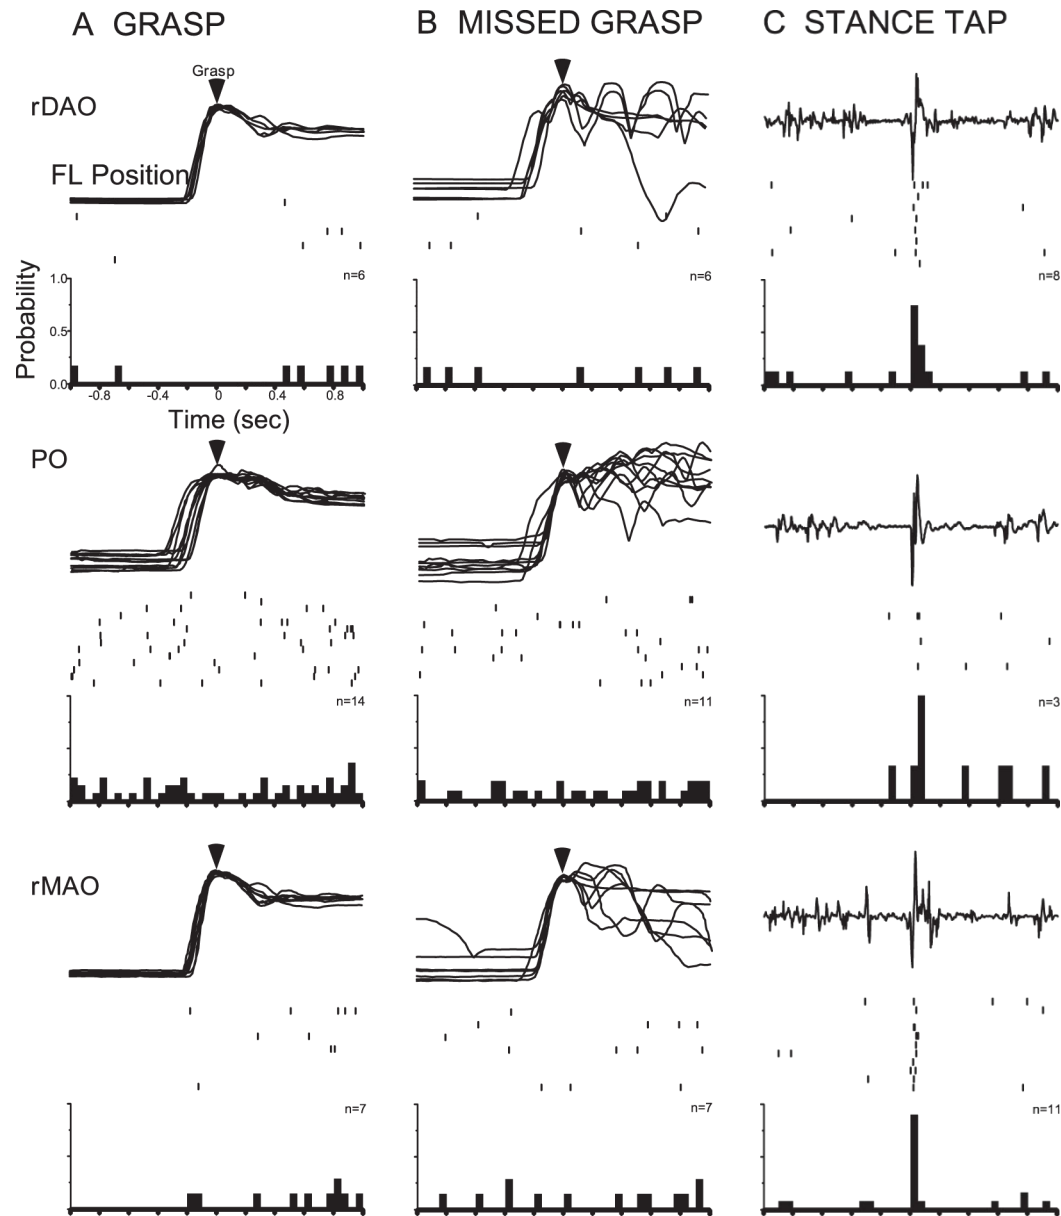 A GRASP
B MISSED GRASP
C STANCE TAP
Grasp
rDAO
FL Position
Probability
1.0
0.5
0.0
n=6
n=6
n=8
-0.8 -0.4 0 0.4 0.8
Time (sec)
PO
n=14
n=11
n=3
rMAO
n=7
n=7
n=11